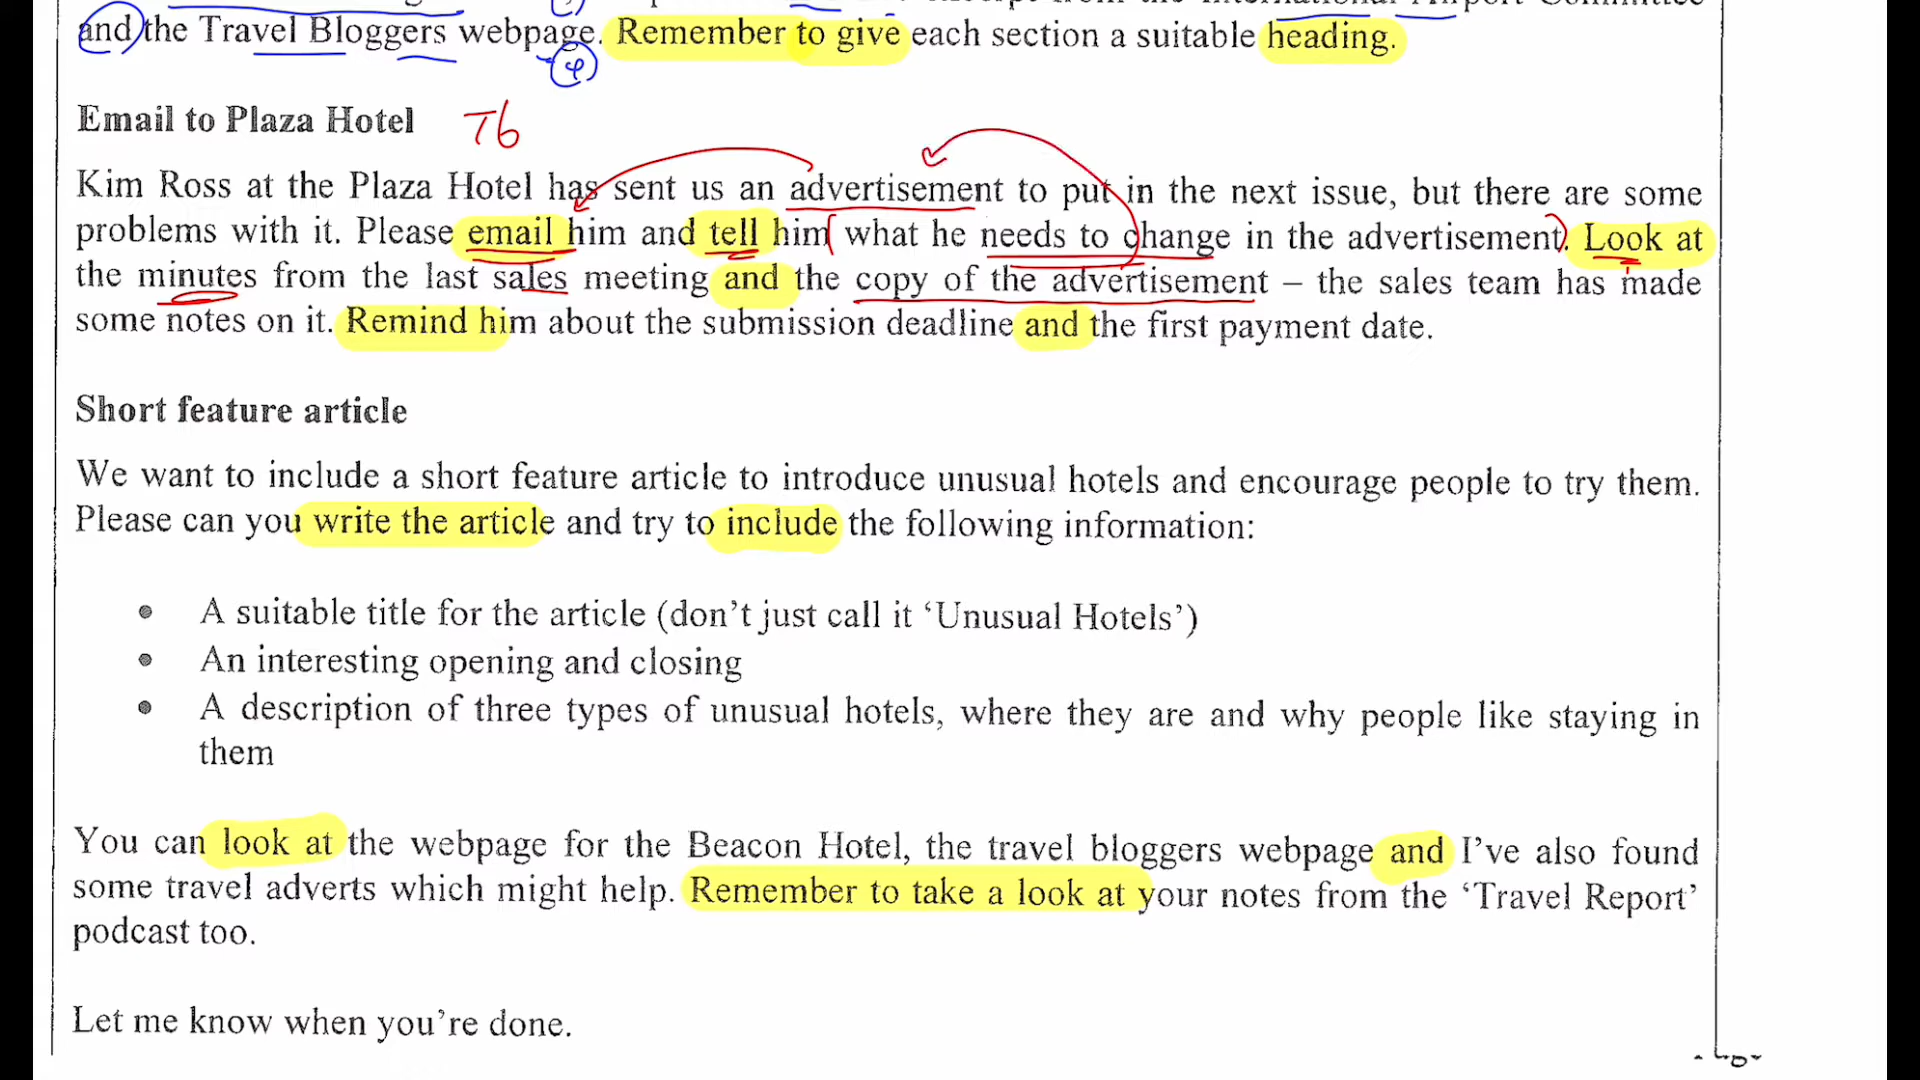 and the Travel Bloggers webpage. Remember to give each section a suitable heading.
Email to Plaza Hotel T6
Kim Ross at the Plaza Hotel has sent us an advertisement to put in the next issue, but there are some
problems with it. Please email him and tell him what he needs to change in the advertisement. Look at
the minutes from the last sales meeting and the copy of the advertisement – the sales team has made
some notes on it. Remind him about the submission deadline and the first payment date.
Short feature article
We want to include a short feature article to introduce unusual hotels and encourage people to try them.
Please can you write the article and try to include the following information:
• A suitable title for the article (don’t just call it ‘Unusual Hotels’)
• An interesting opening and closing
• A description of three types of unusual hotels, where they are and why people like staying in
them
You can look at the webpage for the Beacon Hotel, the travel bloggers webpage and I’ve also found
some travel adverts which might help. Remember to take a look at your notes from the ‘Travel Report’
podcast too.
Let me know when you’re done.